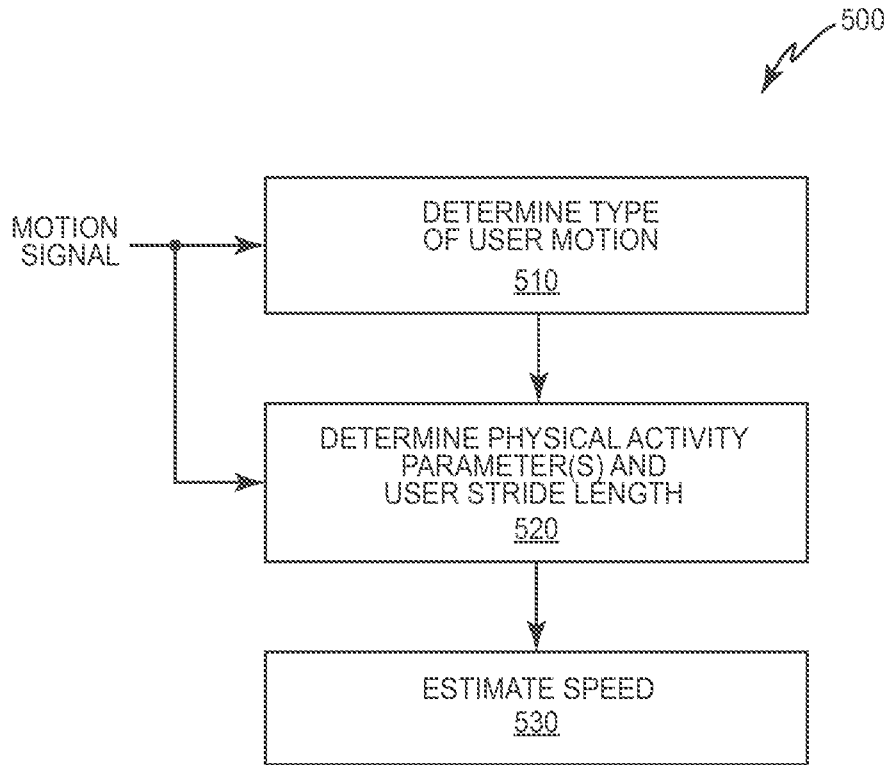 500
MOTION
SIGNAL
DETERMINE TYPE
OF USER MOTION
510
DETERMINE PHYSICAL ACTIVITY
PARAMETER(S) AND
USER STRIDE LENGTH
520
ESTIMATE SPEED
530